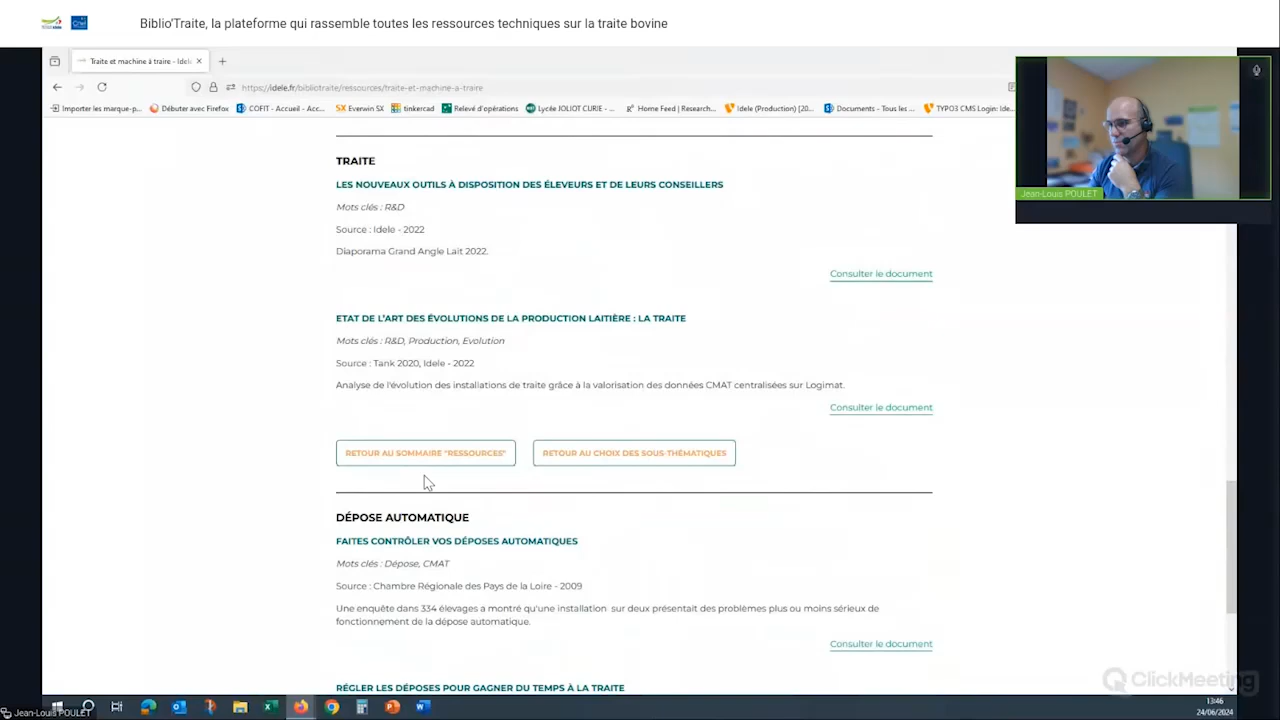 Biblio'Traite, la plateforme qui rassemble toutes les ressources techniques sur la traite bovine
Traite et machine à traire - Idele
https://idele.fr/bibliotraite/ressources/traite-et-machine-a-traire
Importer les marque-p... Débuter avec Firefox COFIT - Accueil - Acc... Everwin SX tinkercad Relevé d'opérations Lycée JOLIOT CURIE - ... Home Feed | Research... Idele (Production) [20... Documents - Tous les ... TYPO3 CMS Login: Ide...
Jean-Louis POULET
TRAITE
LES NOUVEAUX OUTILS À DISPOSITION DES ÉLEVEURS ET DE LEURS CONSEILLERS
Mots clés : R&D
Source : Idele - 2022
Diaporama Grand Angle Lait 2022.
Consulter le document
ETAT DE L'ART DES ÉVOLUTIONS DE LA PRODUCTION LAITIÈRE : LA TRAITE
Mots clés : R&D, Production, Evolution
Source : Tank 2020, Idele - 2022
Analyse de l'évolution des installations de traite grâce à la valorisation des données CMAT centralisées sur Logimat.
Consulter le document
RETOUR AU SOMMAIRE "RESSOURCES" RETOUR AU CHOIX DES SOUS-THÉMATIQUES
DÉPOSE AUTOMATIQUE
FAITES CONTRÔLER VOS DÉPOSES AUTOMATIQUES
Mots clés : Dépose, CMAT
Source : Chambre Régionale des Pays de la Loire - 2009
Une enquête dans 334 élevages a montré qu'une installation sur deux présentait des problèmes plus ou moins sérieux de
fonctionnement de la dépose automatique.
Consulter le document
RÉGLER LES DÉPOSES POUR GAGNER DU TEMPS À LA TRAITE
ClickMeeting
13:46
24/06/2024
Jean-Louis POULET